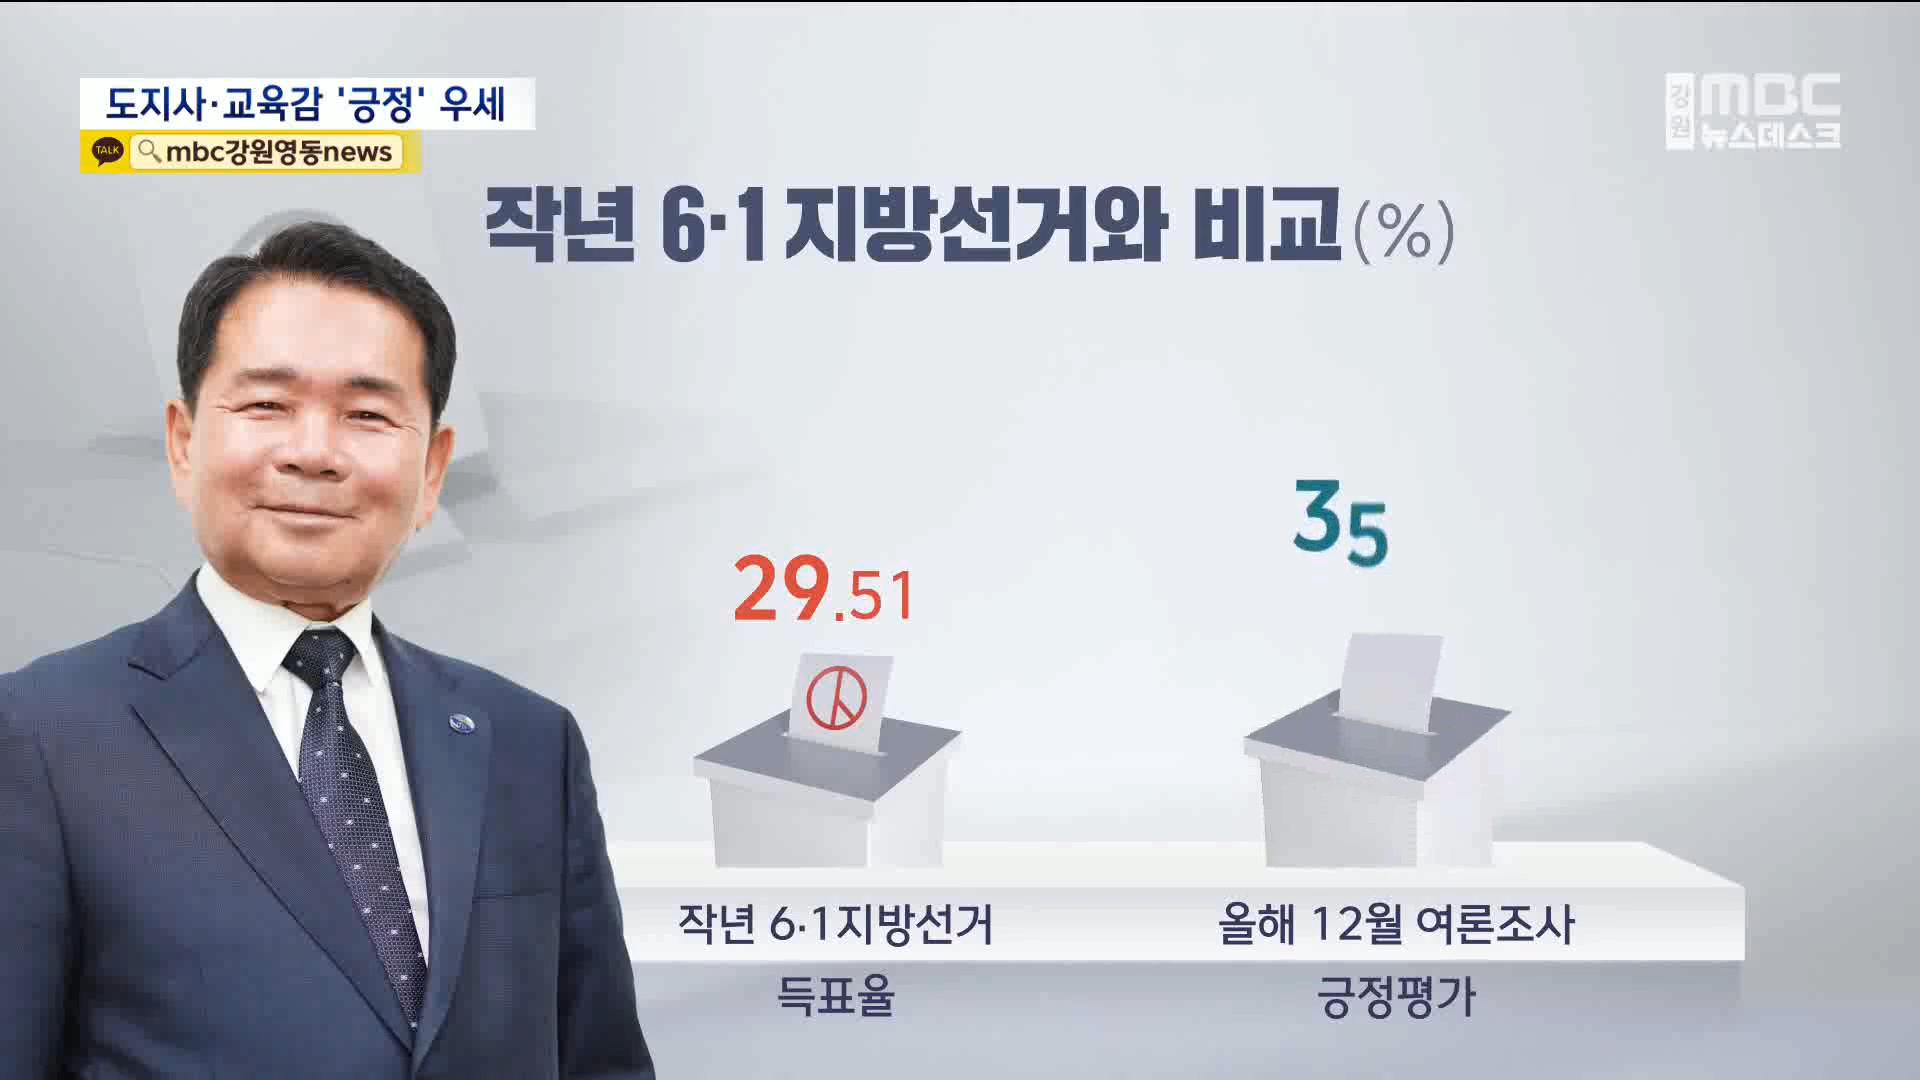 도지사·교육감 '긍정' 우세
TALK mbc강원영동news
강원 MBC
뉴스데스크
작년 6·1 지방선거와 비교(%)
29.51
35
작년 6·1지방선거
득표율
올해 12월 여론조사
긍정평가